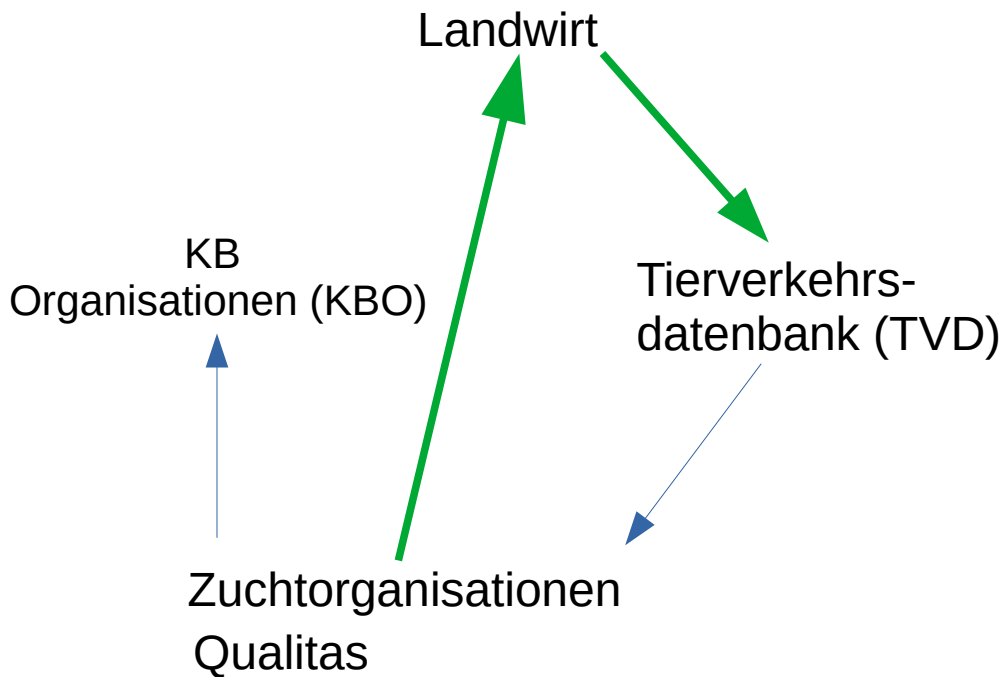 Landwirt
KB
Organisationen (KBO)
Tierverkehrs-
datenbank (TVD)
Zuchtorganisationen
Qualitas